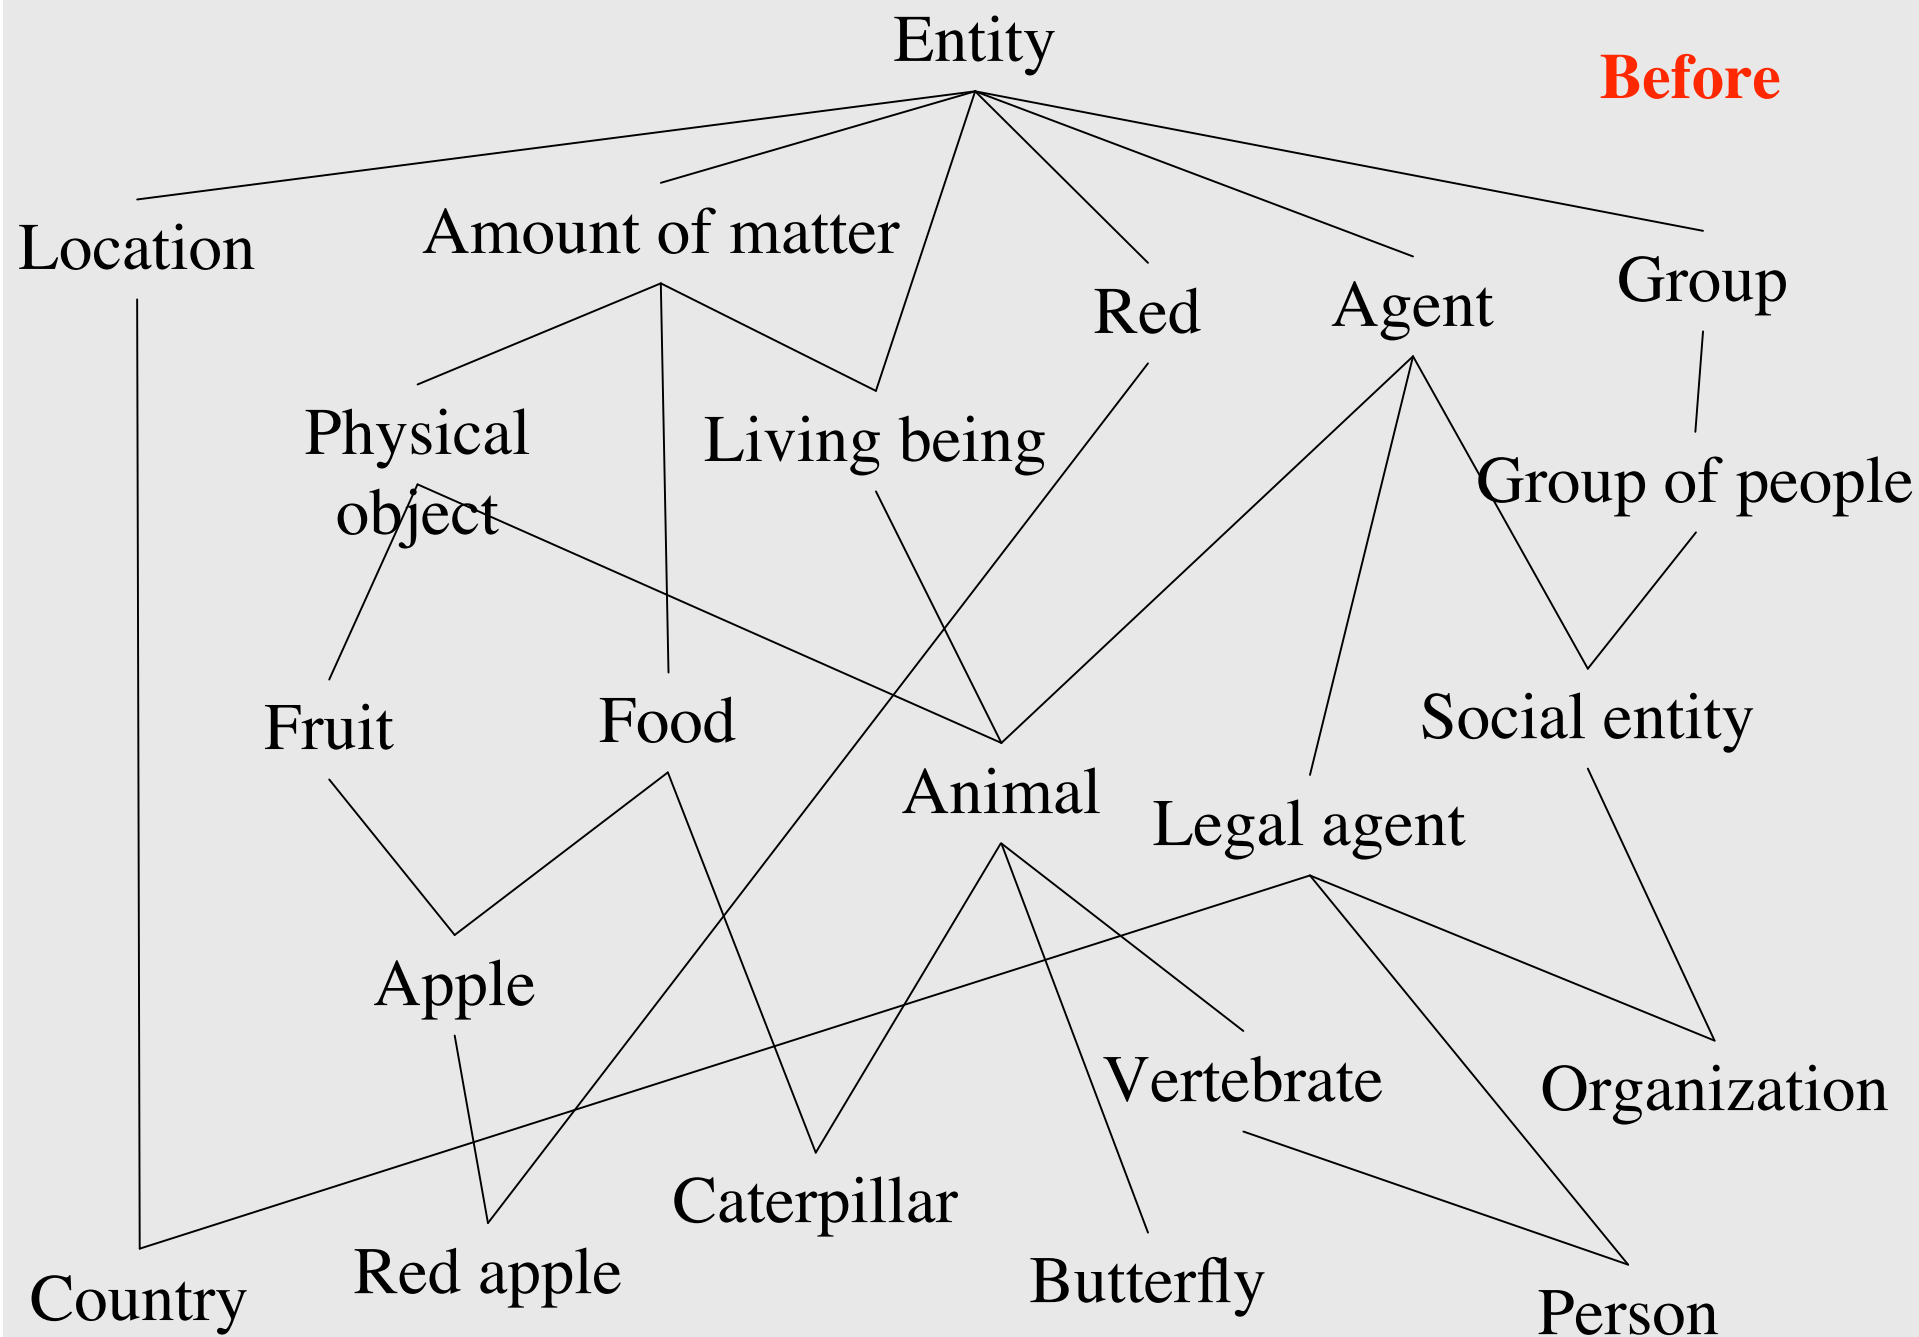 Entity
Before
Location
Amount of matter
Red
Agent
Group
Physical
object
Living being
Group of people
Fruit
Food
Animal
Legal agent
Social entity
Apple
Vertebrate
Organization
Caterpillar
Country
Red apple
Butterfly
Person